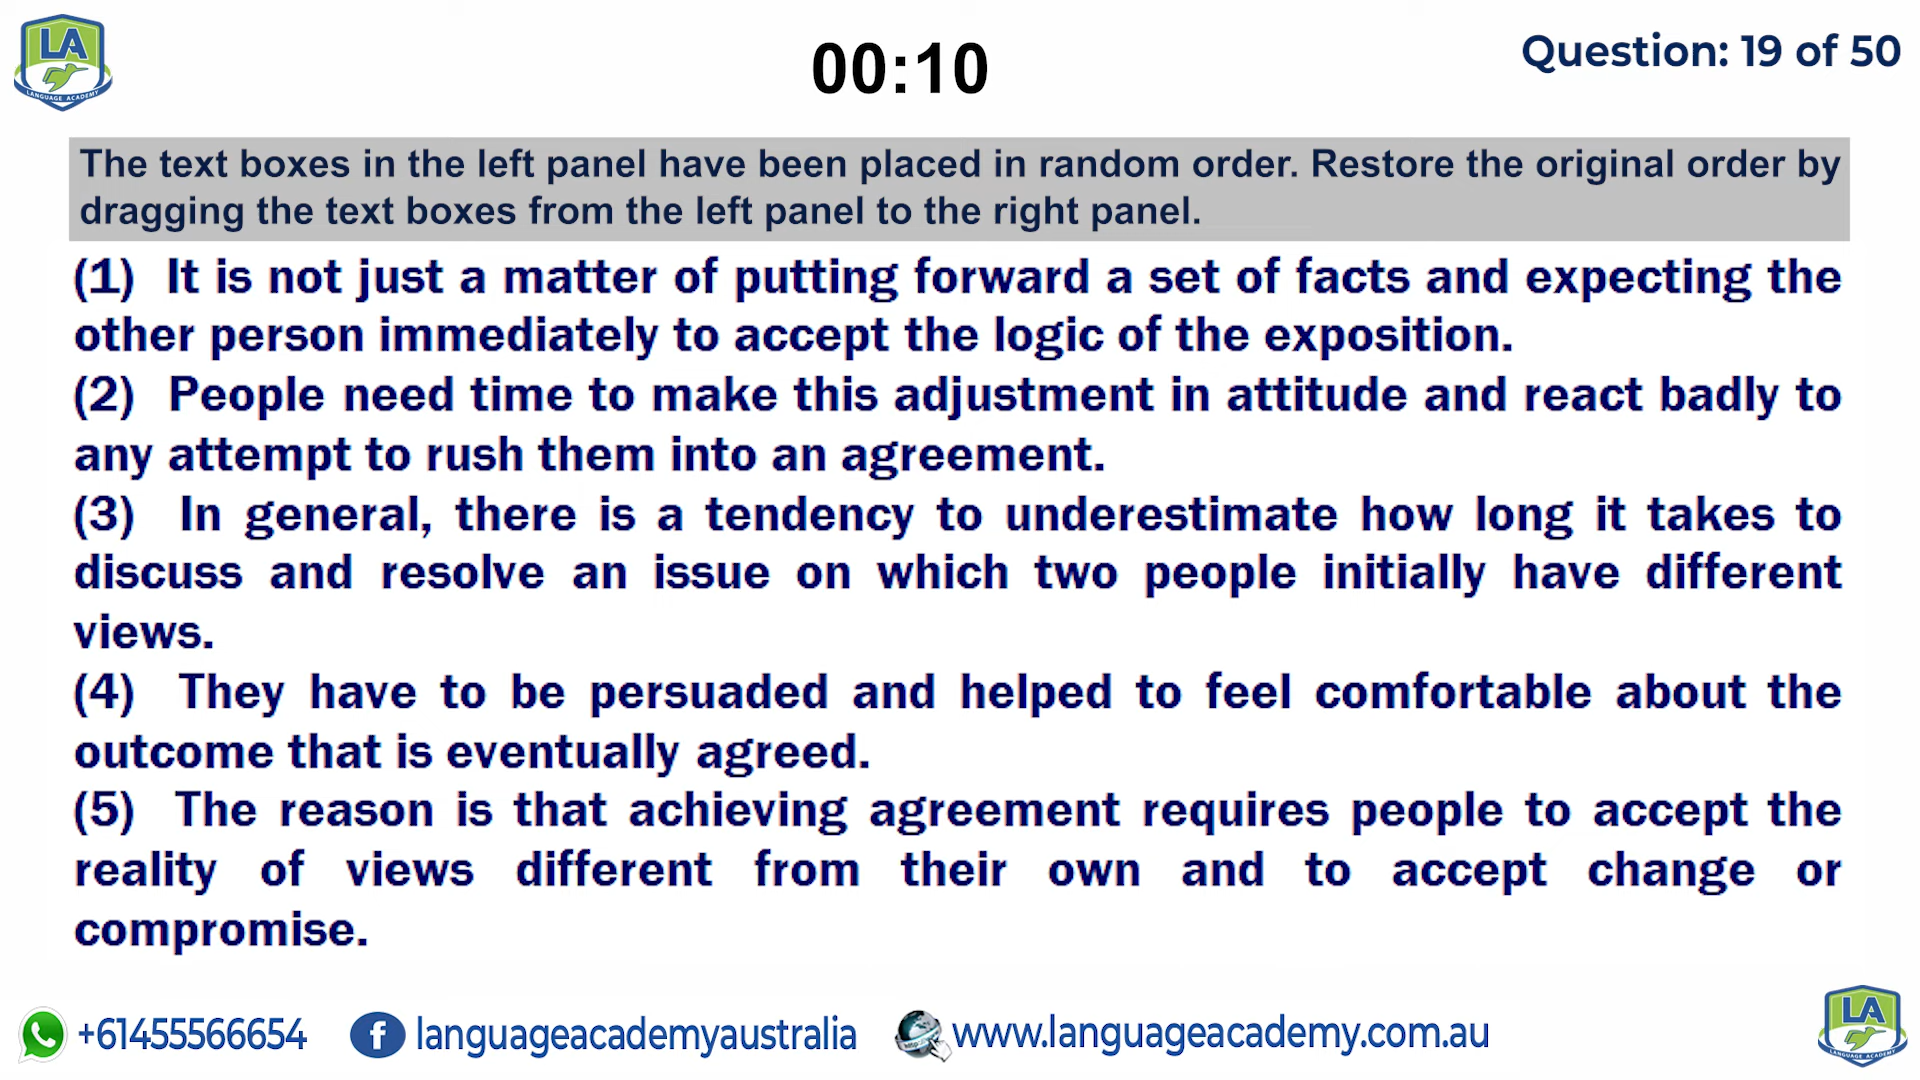 LA
LANGUAGE ACADEMY
00:10
Question: 19 of 50
The text boxes in the left panel have been placed in random order. Restore the original order by
dragging the text boxes from the left panel to the right panel.
(1) It is not just a matter of putting forward a set of facts and expecting the
other person immediately to accept the logic of the exposition.
(2) People need time to make this adjustment in attitude and react badly to
any attempt to rush them into an agreement.
(3) In general, there is a tendency to underestimate how long it takes to
discuss and resolve an issue on which two people initially have different
views.
(4) They have to be persuaded and helped to feel comfortable about the
outcome that is eventually agreed.
(5) The reason is that achieving agreement requires people to accept the
reality of views different from their own and to accept change or
compromise.
+61455566654
f languageacademyaustralia
www.languageacademy.com.au
LA
LANGUAGE ACADEMY